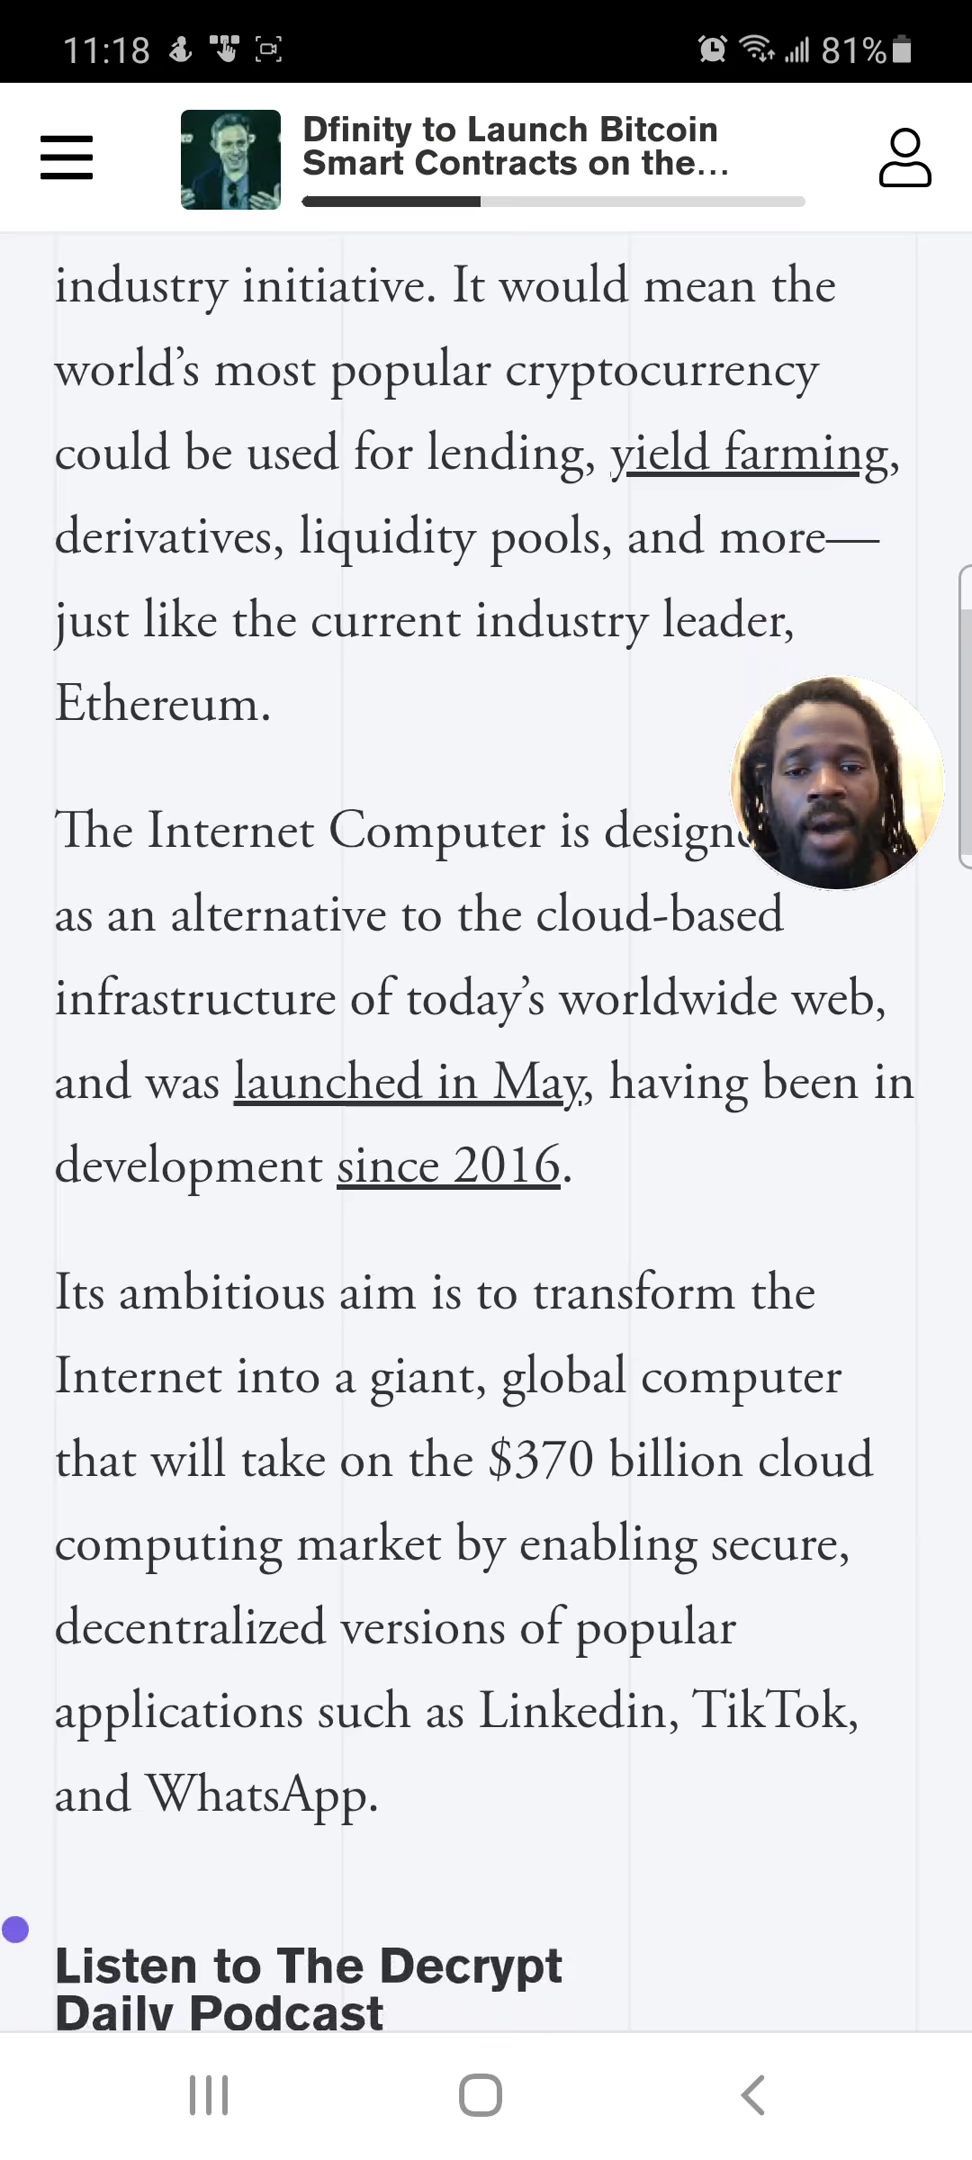 11:18
81%
Dfinity to Launch Bitcoin
Smart Contracts on the...
industry initiative. It would mean the
world’s most popular cryptocurrency
could be used for lending, yield farming,
derivatives, liquidity pools, and more—
just like the current industry leader,
Ethereum.
The Internet Computer is
as an alternative to the cloud-based
infrastructure of today’s worldwide web,
and was launched in May, having been in
development since 2016.
Its ambitious aim is to transform the
Internet into a giant, global computer
that will take on the $370 billion cloud
computing market by enabling secure,
decentralized versions of popular
applications such as Linkedin, TikTok,
and WhatsApp.
Listen to The Decrypt
Daily Podcast